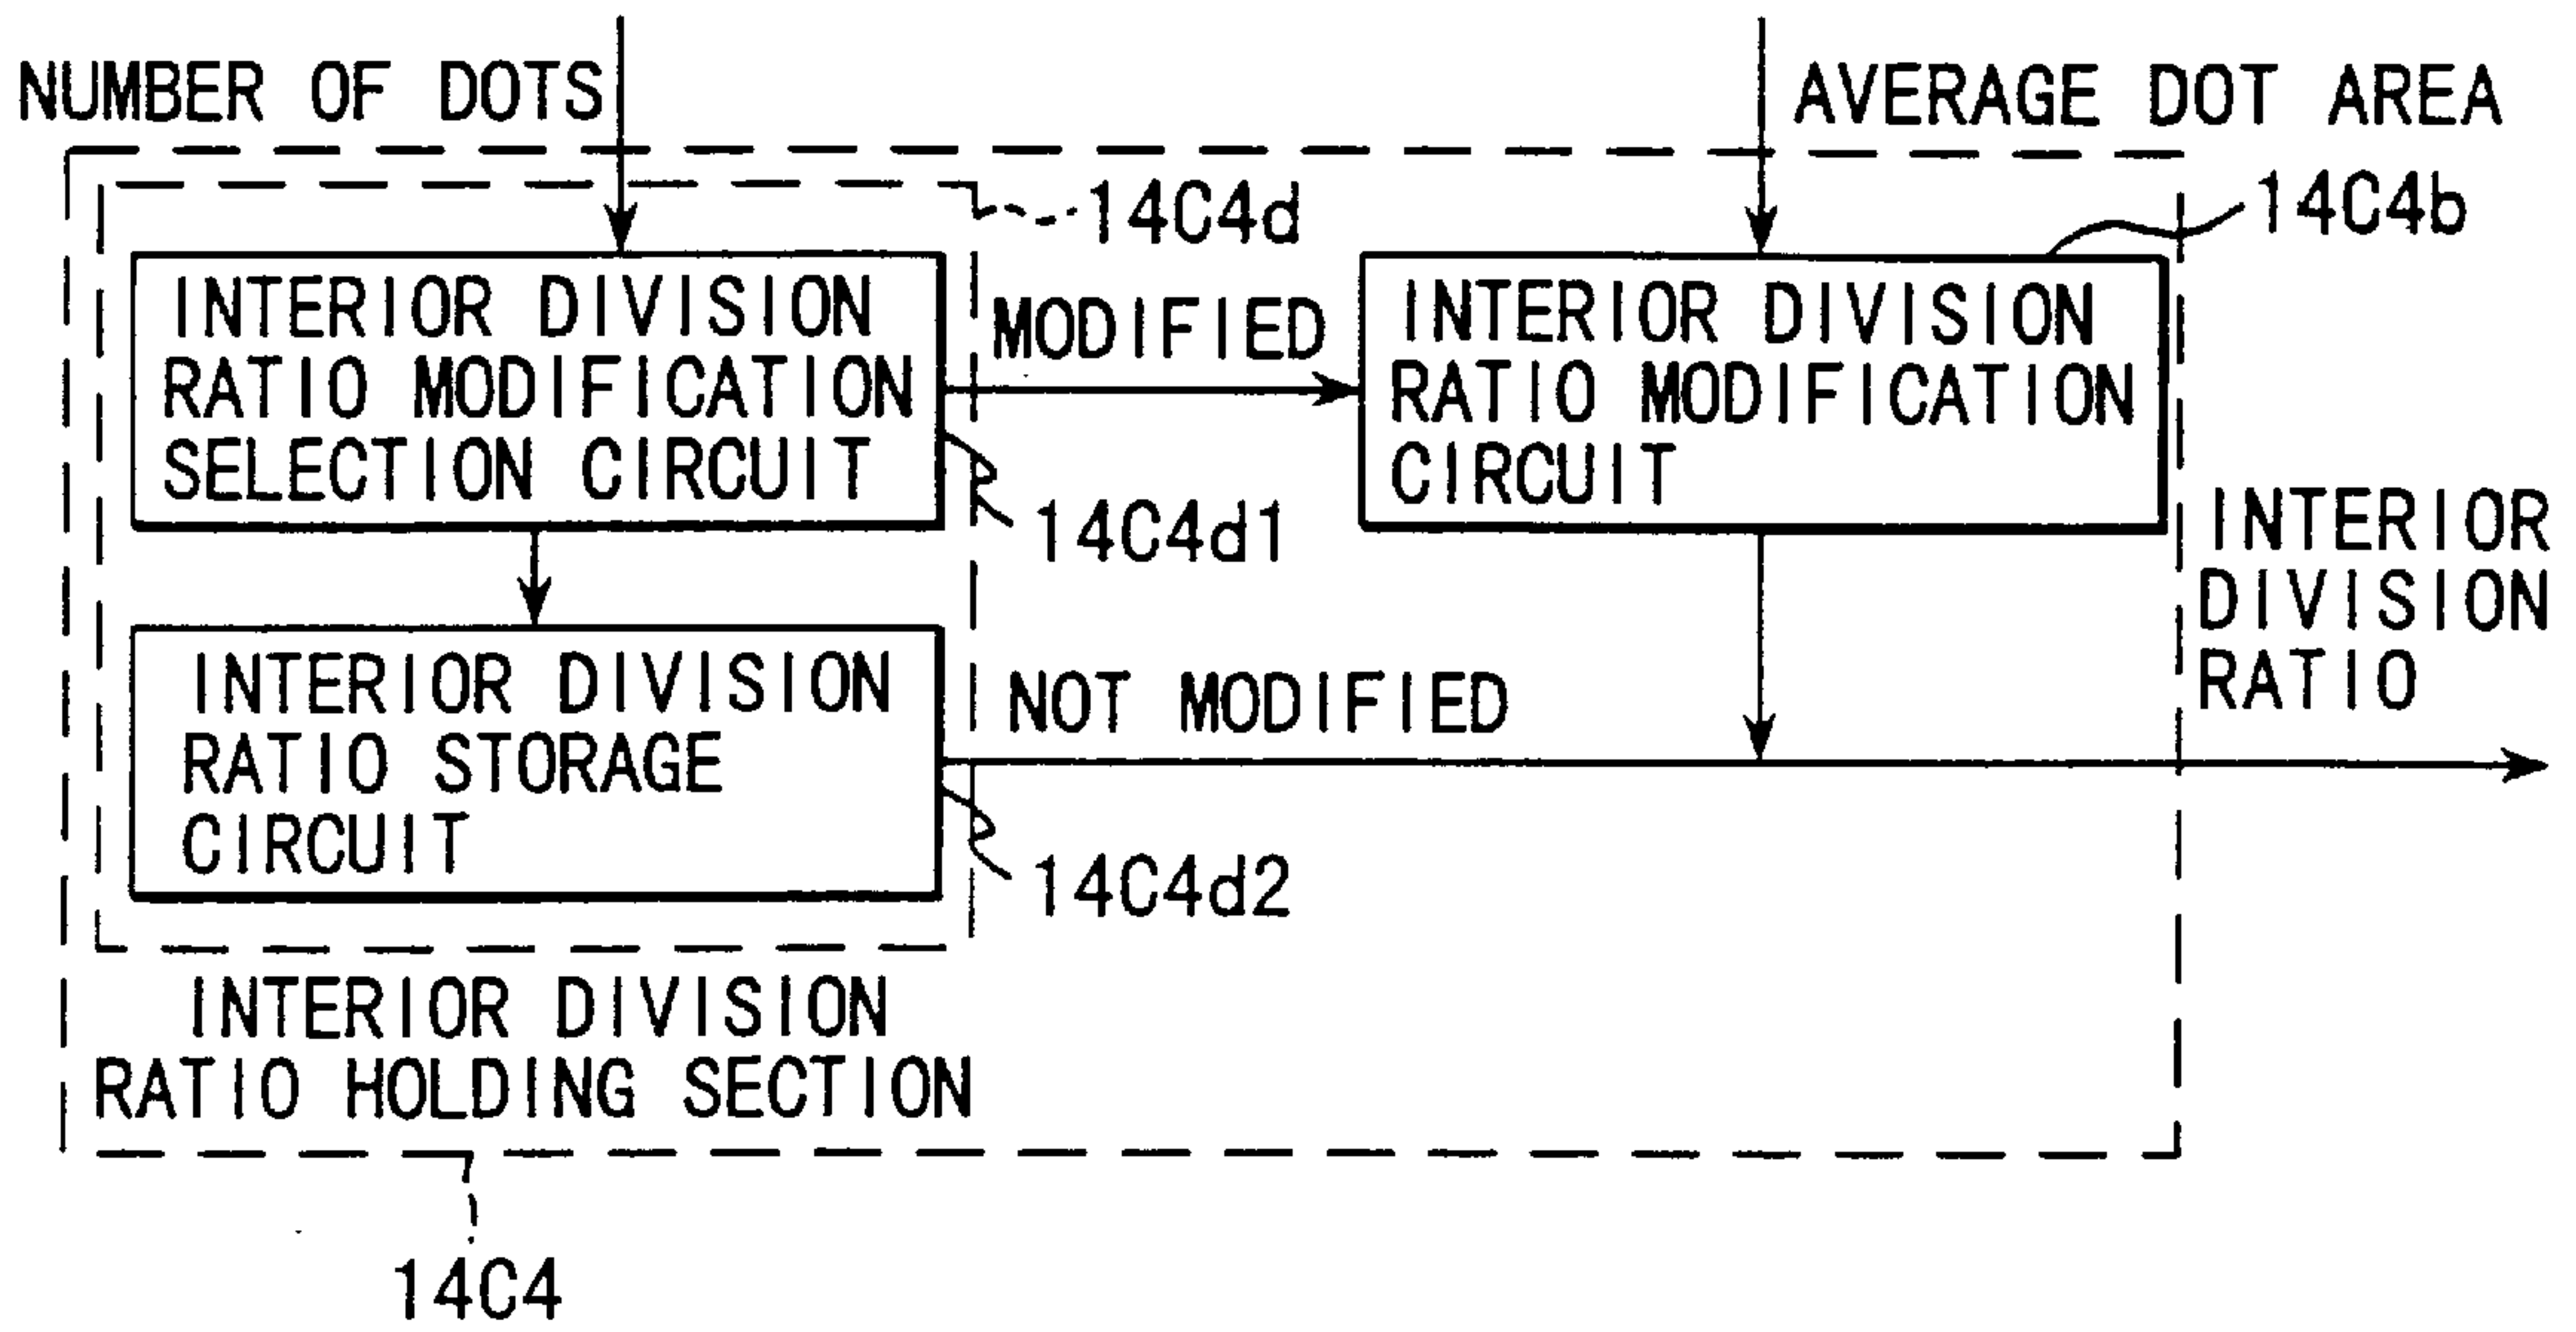 NUMBER OF DOTS
AVERAGE DOT AREA
14C4d
14C4b
INTERIOR DIVISION
RATIO MODIFICATION
SELECTION CIRCUIT
MODIFIED
INTERIOR DIVISION
RATIO MODIFICATION
CIRCUIT
14C4d1
INTERIOR
DIVISION
RATIO
INTERIOR DIVISION
RATIO STORAGE
CIRCUIT
NOT MODIFIED
14C4d2
INTERIOR DIVISION
RATIO HOLDING SECTION
14C4